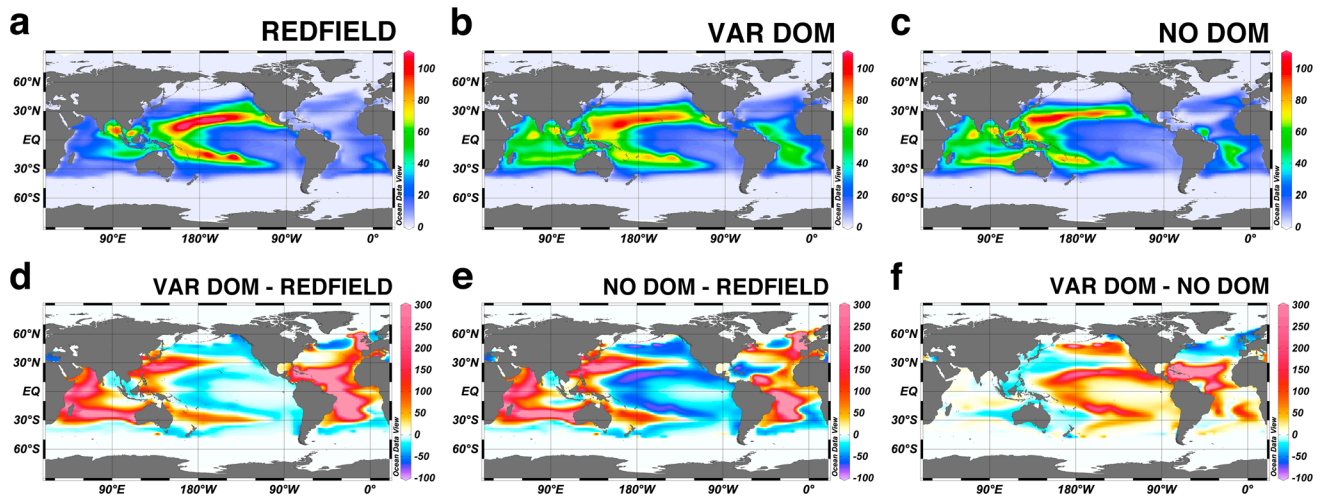 a REDFIELD
60°N
30°N
EQ
30°S
60°S
90°E 180°W 90°W 0°
100
80
60
40
20
0
Ocean Data View
b VAR DOM
60°N
30°N
EQ
30°S
60°S
90°E 180°W 90°W 0°
100
80
60
40
20
0
Ocean Data View
c NO DOM
60°N
30°N
EQ
30°S
60°S
90°E 180°W 90°W 0°
100
80
60
40
20
0
Ocean Data View
d VAR DOM - REDFIELD
60°N
30°N
EQ
30°S
60°S
90°E 180°W 90°W 0°
300
250
200
150
100
50
0
-50
-100
Ocean Data View
e NO DOM - REDFIELD
60°N
30°N
EQ
30°S
60°S
90°E 180°W 90°W 0°
300
250
200
150
100
50
0
-50
-100
Ocean Data View
f VAR DOM - NO DOM
60°N
30°N
EQ
30°S
60°S
90°E 180°W 90°W 0°
300
250
200
150
100
50
0
-50
-100
Ocean Data View